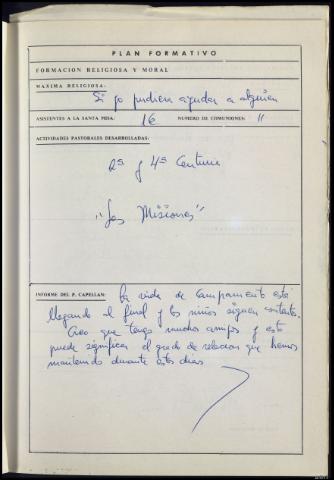 PLAN FORMATIVO
FORMACION RELIGIOSA Y MORAL
MAXIMA RELIGIOSA:
Si yo pudiera ayudar a alguien
ASISTENTES A LA SANTA MISA: 16 NUMERO DE COMUNIONES: 11
ACTIVIDADES PASTORALES DESARROLLADAS:
2ª y 4ª Centuria
"Las Misiones"
INFORME DEL P. CAPELLAN: La vida de Campamento está
llegando al final y los niños siguen contentos.
Creo que tengo muchos amigos y esto
puede significar el grado de relacion que hemos
mantenido durante estos dias